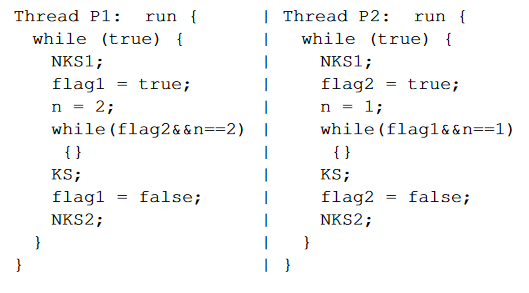 Thread P1:  run {          | Thread P2:  run {
  while (true) {           |   while (true) {
    NKS1;                  |     NKS1;
    flag1 = true;          |     flag2 = true;
    n = 2;                 |     n = 1;
    while(flag2&&n==2)     |     while(flag1&&n==1)
     {}                    |      {}
    KS;                    |     KS;
    flag1 = false;         |     flag2 = false;
    NKS2;                  |     NKS2;
  }                        |   }
}                          | }